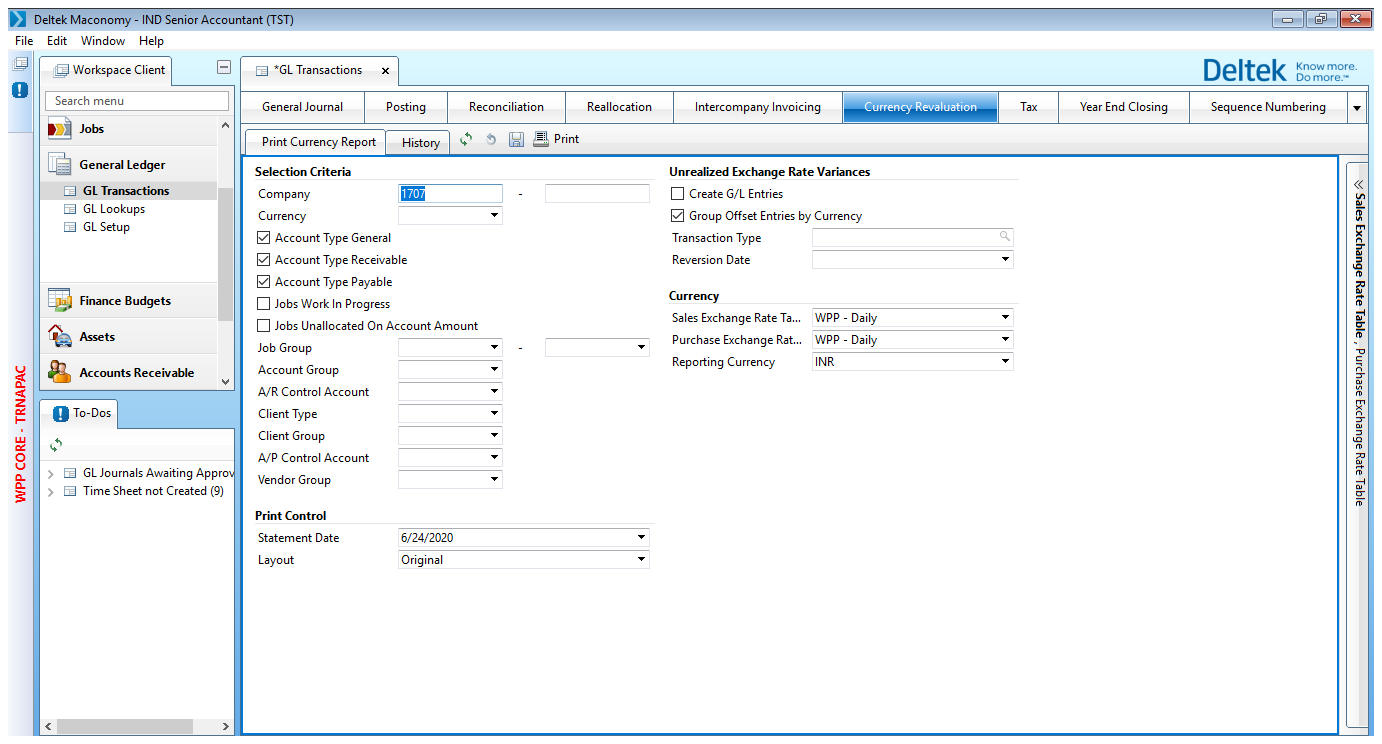 Deltek Maconomy - IND Senior Accountant (TST)
File Edit Window Help
Workspace Client
*GL Transactions
Deltek Know more. Do more.™
Search menu
General Journal Posting Reconciliation Reallocation Intercompany Invoicing Currency Revaluation Tax Year End Closing Sequence Numbering
Print Currency Report History Print
Jobs
General Ledger
GL Transactions
GL Lookups
GL Setup
Finance Budgets
Assets
Accounts Receivable
To-Dos
GL Journals Awaiting Approv
Time Sheet not Created (9)
WPP CORE - TRNAPAC
Selection Criteria
Company 1707 -
Currency
Account Type General
Account Type Receivable
Account Type Payable
Jobs Work In Progress
Jobs Unallocated On Account Amount
Job Group -
Account Group
A/R Control Account
Client Type
Client Group
A/P Control Account
Vendor Group
Print Control
Statement Date 6/24/2020
Layout Original
Unrealized Exchange Rate Variances
Create G/L Entries
Group Offset Entries by Currency
Transaction Type
Reversion Date
Currency
Sales Exchange Rate Ta... WPP - Daily
Purchase Exchange Rat... WPP - Daily
Reporting Currency INR
Sales Exchange Rate Table , Purchase Exchange Rate Table